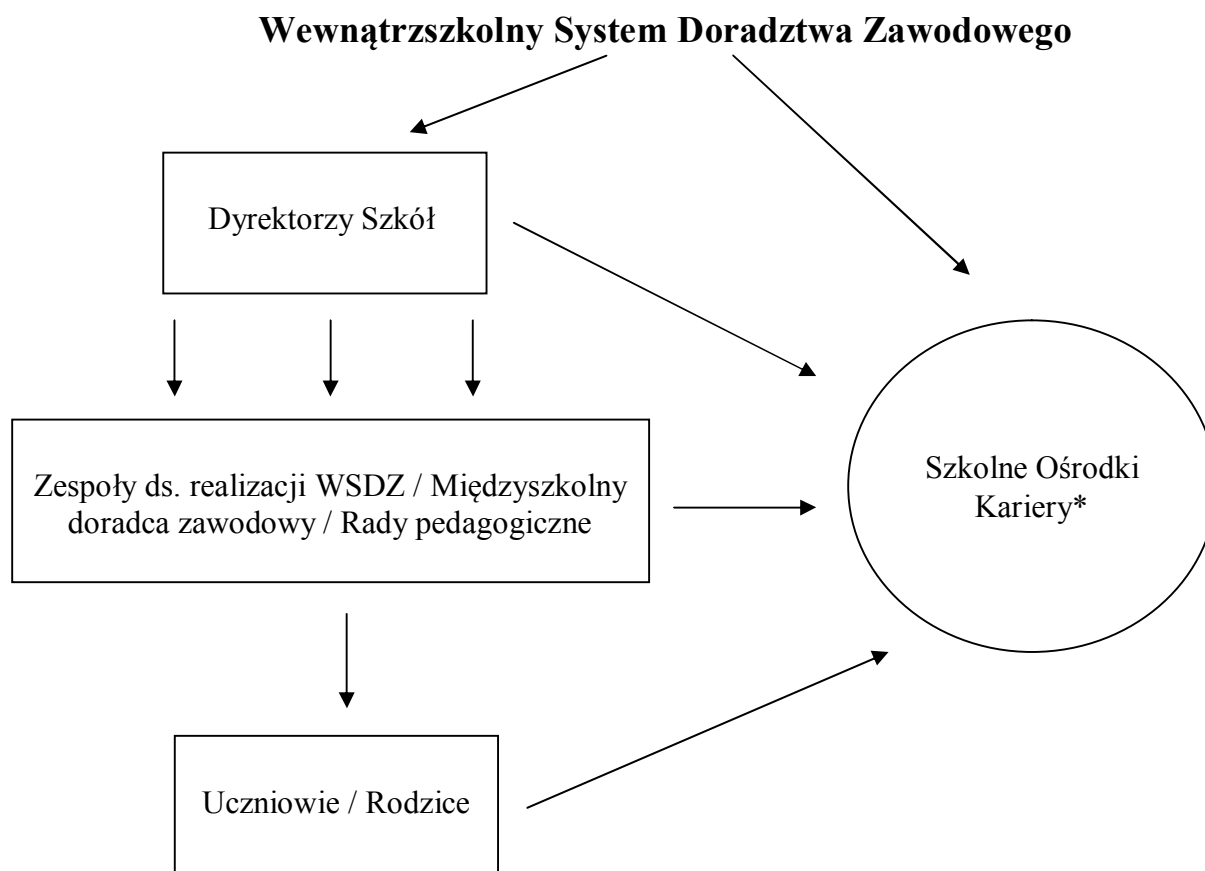 Wewnątrzszkolny System Doradztwa Zawodowego
Dyrektorzy Szkół
Zespoły ds. realizacji WSDZ / Międzyszkolny
doradca zawodowy / Rady pedagogiczne
Szkolne Ośrodki
Kariery*
Uczniowie / Rodzice